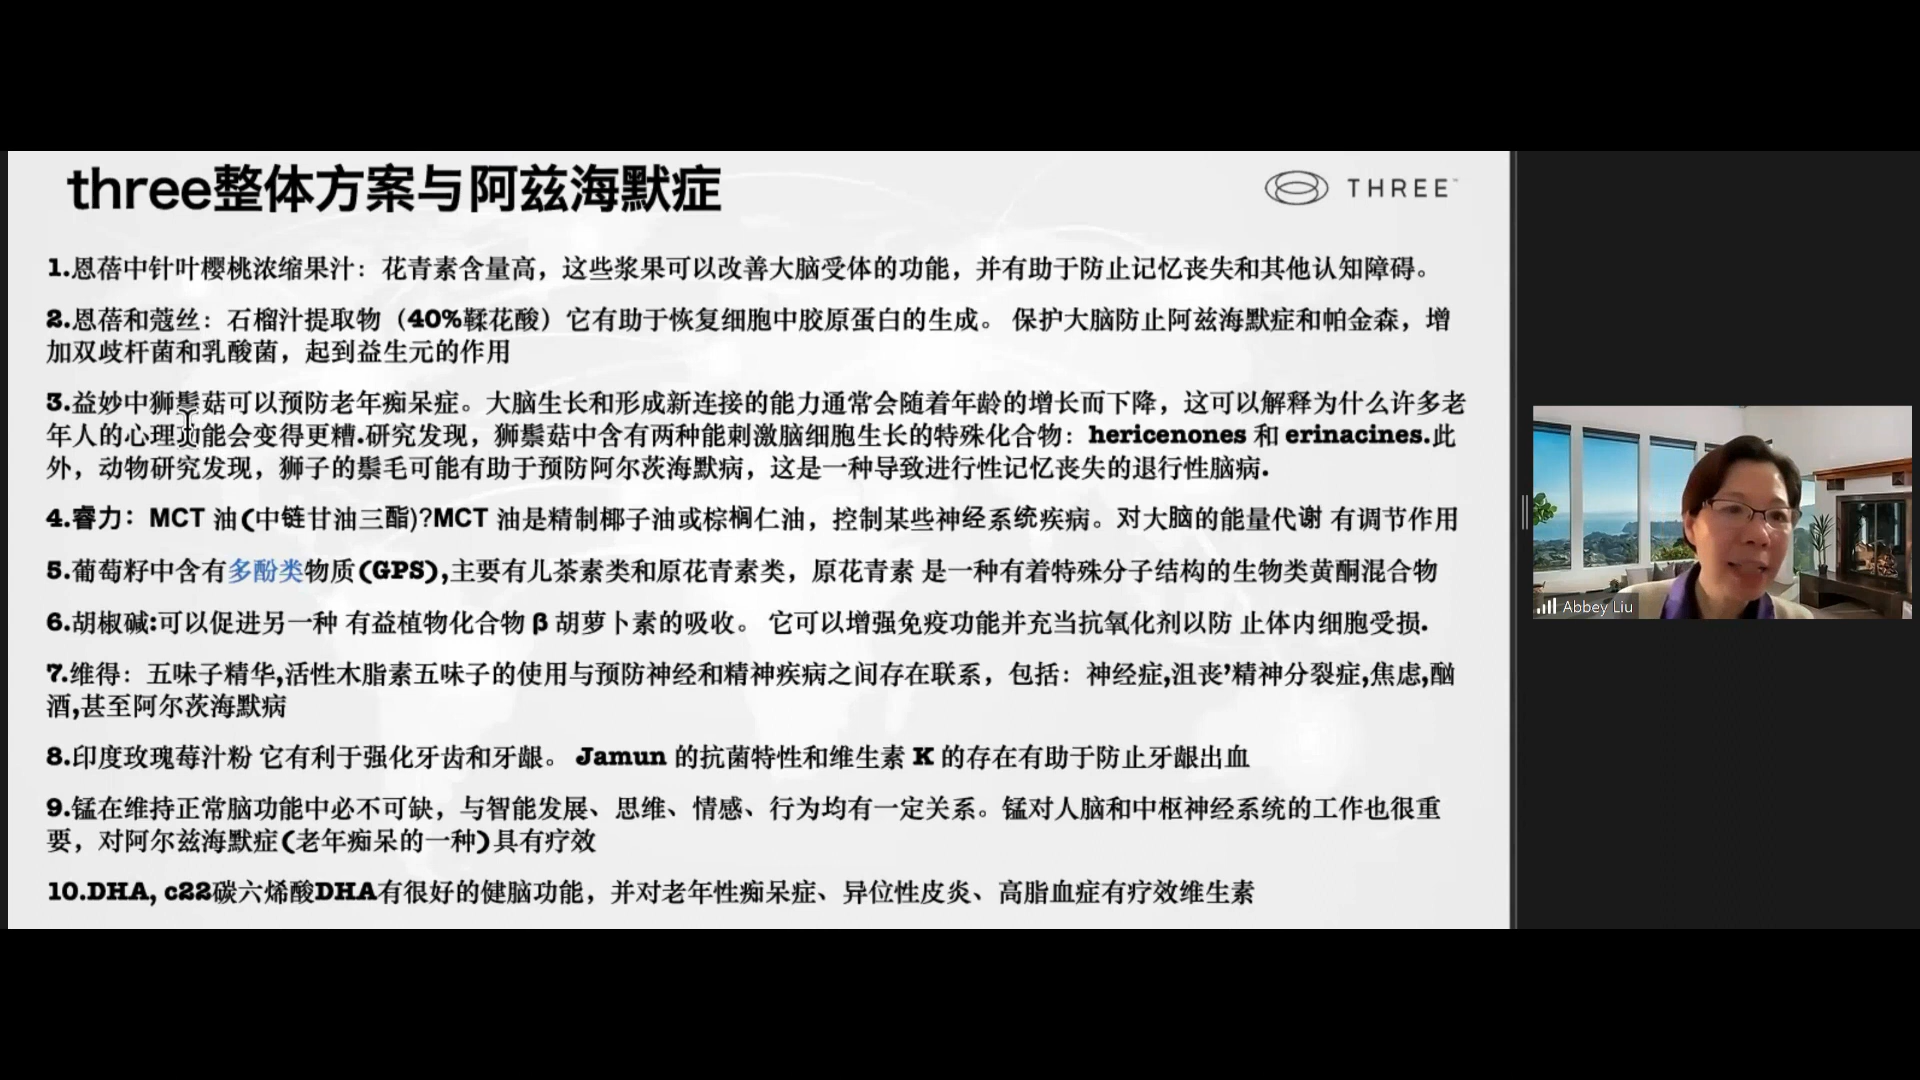 three整体方案与阿兹海默症
THREE™
1.恩蓓中针叶樱桃浓缩果汁：花青素含量高，这些浆果可以改善大脑受体的功能，并有助于防止记忆丧失和其他认知障碍。
2.恩蓓和蔻丝：石榴汁提取物（40%鞣花酸）它有助于恢复细胞中胶原蛋白的生成。 保护大脑防止阿兹海默症和帕金森，增
加双歧杆菌和乳酸菌，起到益生元的作用
3.益妙中狮鬃菇可以预防老年痴呆症。大脑生长和形成新连接的能力通常会随着年龄的增长而下降，这可以解释为什么许多老
年人的心理功能会变得更糟.研究发现，狮鬃菇中含有两种能刺激脑细胞生长的特殊化合物：hericenones 和 erinacines.此
外，动物研究发现，狮子的鬃毛可能有助于预防阿尔茨海默病，这是一种导致进行性记忆丧失的退行性脑病.
4.睿力：MCT 油(中链甘油三酯)?MCT 油是精制椰子油或棕榈仁油，控制某些神经系统疾病。对大脑的能量代谢 有调节作用
5.葡萄籽中含有多酚类物质(GPS),主要有儿茶素类和原花青素类，原花青素 是一种有着特殊分子结构的生物类黄酮混合物
6.胡椒碱:可以促进另一种 有益植物化合物 β 胡萝卜素的吸收。 它可以增强免疫功能并充当抗氧化剂以防 止体内细胞受损.
7.维得：五味子精华,活性木脂素五味子的使用与预防神经和精神疾病之间存在联系，包括：神经症,沮丧’精神分裂症,焦虑,酗
酒,甚至阿尔茨海默病
8.印度玫瑰莓汁粉 它有利于强化牙齿和牙龈。 Jamun 的抗菌特性和维生素 K 的存在有助于防止牙龈出血
9.锰在维持正常脑功能中必不可缺，与智能发展、思维、情感、行为均有一定关系。锰对人脑和中枢神经系统的工作也很重
要，对阿尔兹海默症(老年痴呆的一种)具有疗效
10.DHA, c22碳六烯酸DHA有很好的健脑功能，并对老年性痴呆症、异位性皮炎、高脂血症有疗效维生素
Abbey Liu